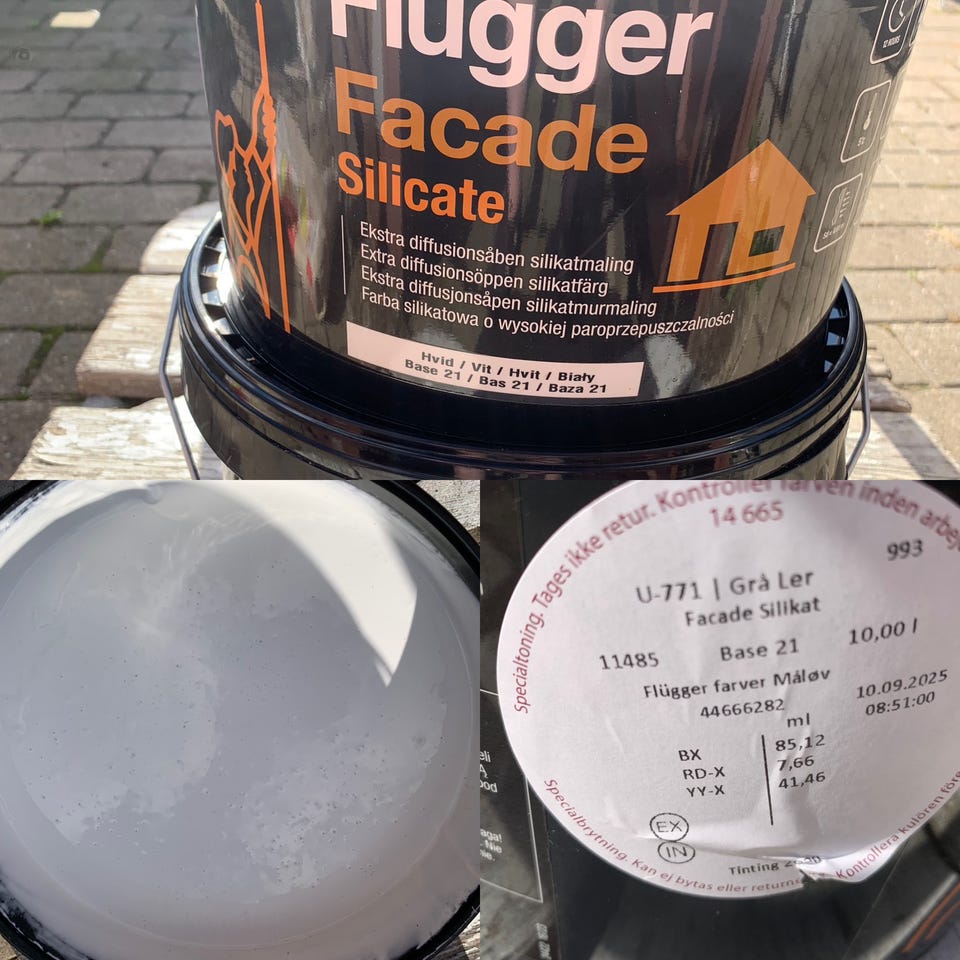 Flügger
Facade
Silicate
Ekstra diffusionsåben silikatmaling
Extra diffusionsöppen silikatfärg
Ekstra diffusjonsåpen silikatmurmaling
Farba silikatowa o wysokiej paroprzepuszczalności
Hvid / Vit / Hvit / Biały
Base 21 / Bas 21 / Baza 21
12 HOURS
Specialtoning. Tages ikke retur. Kontroller farven inden
14 665
993
U-771 | Grå Ler
Facade Silikat
11485 Base 21 10,00 l
Flügger farver Måløv
44666282
10.09.2025
08:51:00
ml
BX 85,12
RD-X 7,66
YY-X 41,46
EX
IN
Tinting
Specialbrytning. Kan ej bytas eller
Kontrollera kulören